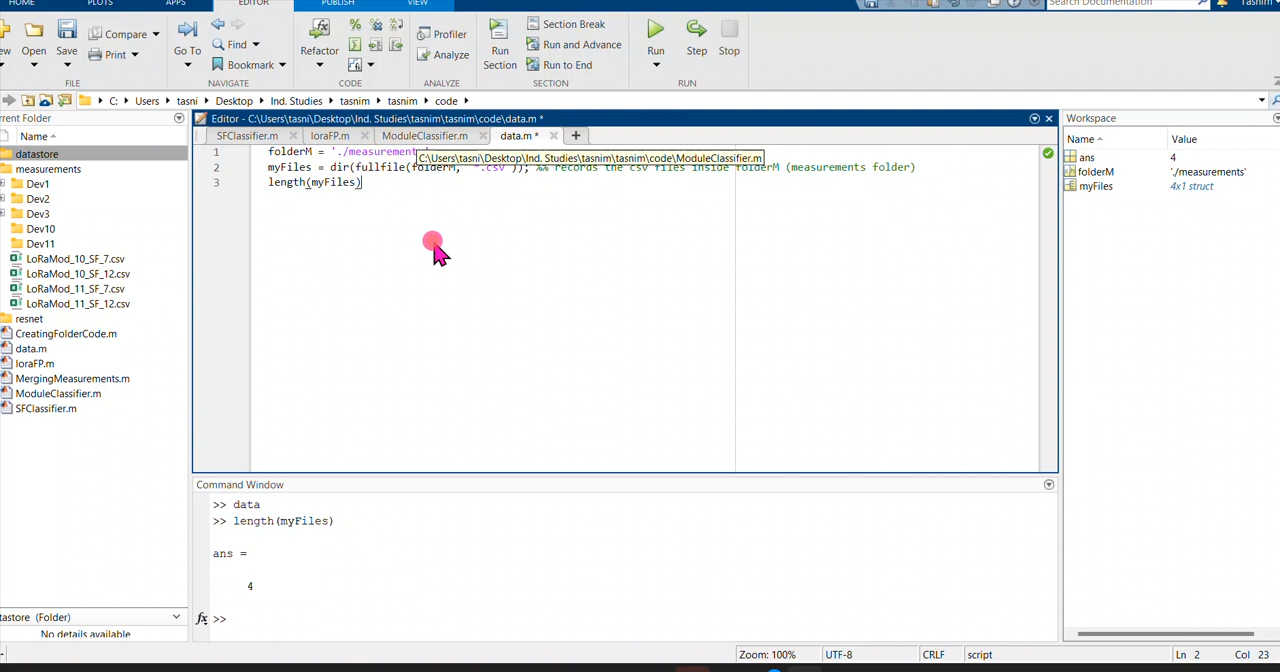 HOME PLOTS APPS EDITOR PUBLISH VIEW Search Documentation Tasnim
Open Save Compare Print
Go To Find Bookmark
Refactor
Profiler Analyze
Run Section
Section Break
Run and Advance
Run to End
Run Step Stop
FILE NAVIGATE CODE ANALYZE SECTION RUN
C: Users tasni Desktop Ind. Studies tasnim tasnim code
rrent Folder
Name
datastore
measurements
Dev1
Dev2
Dev3
Dev10
Dev11
LoRaMod_10_SF_7.csv
LoRaMod_10_SF_12.csv
LoRaMod_11_SF_7.csv
LoRaMod_11_SF_12.csv
resnet
CreatingFolderCode.m
data.m
loraFP.m
MergingMeasurements.m
ModuleClassifier.m
SFClassifier.m
tastore (Folder)
No details available
Editor - C:\Users\tasni\Desktop\Ind. Studies\tasnim\tasnim\code\data.m *
SFClassifier.m loraFP.m ModuleClassifier.m data.m * +
1 folderM = './measurement
C:\Users\tasni\Desktop\Ind. Studies\tasnim\tasnim\code\ModuleClassifier.m
2 myFiles = dir(fullfile(folderM, .csv')); %% records the csv files inside folderM (measurements folder)
3 length(myFiles)
Command Window
>> data
>> length(myFiles)
ans =
4
fx >>
Workspace
Name Value
ans 4
folderM './measurements'
myFiles 4x1 struct
Zoom: 100% UTF-8 CRLF script Ln 2 Col 23